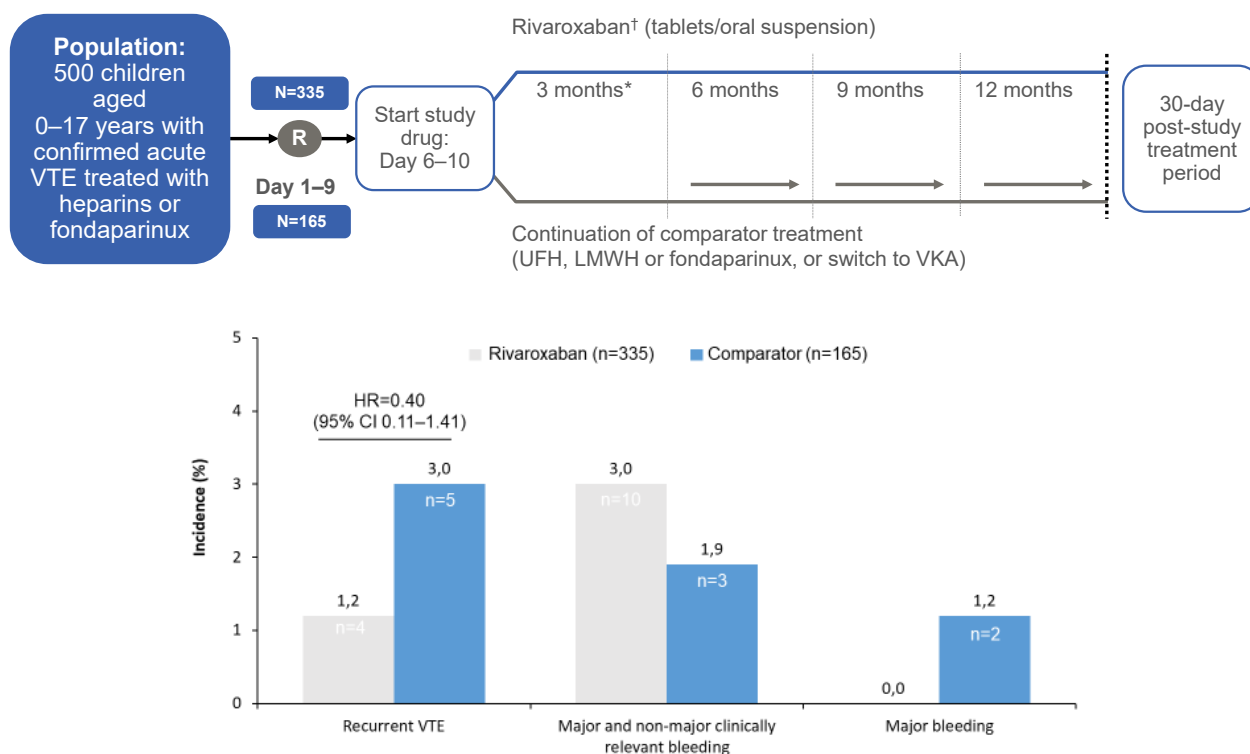 Population:
500 children
aged
0–17 years with
confirmed acute
VTE treated with
heparins or
fondaparinux
N=335
R
Day 1–9
N=165
Start study
drug:
Day 6–10
Rivaroxaban† (tablets/oral suspension)
3 months*
6 months
9 months
12 months
Continuation of comparator treatment
(UFH, LMWH or fondaparinux, or switch to VKA)
30-day
post-study
treatment
period
Rivaroxaban (n=335)
Comparator (n=165)
HR=0.40
(95% CI 0.11–1.41)
Incidence (%)
5
4
3
2
1
0
1,2
n=4
3,0
n=5
3,0
n=10
1,9
n=3
0,0
1,2
n=2
Recurrent VTE
Major and non-major clinically
relevant bleeding
Major bleeding